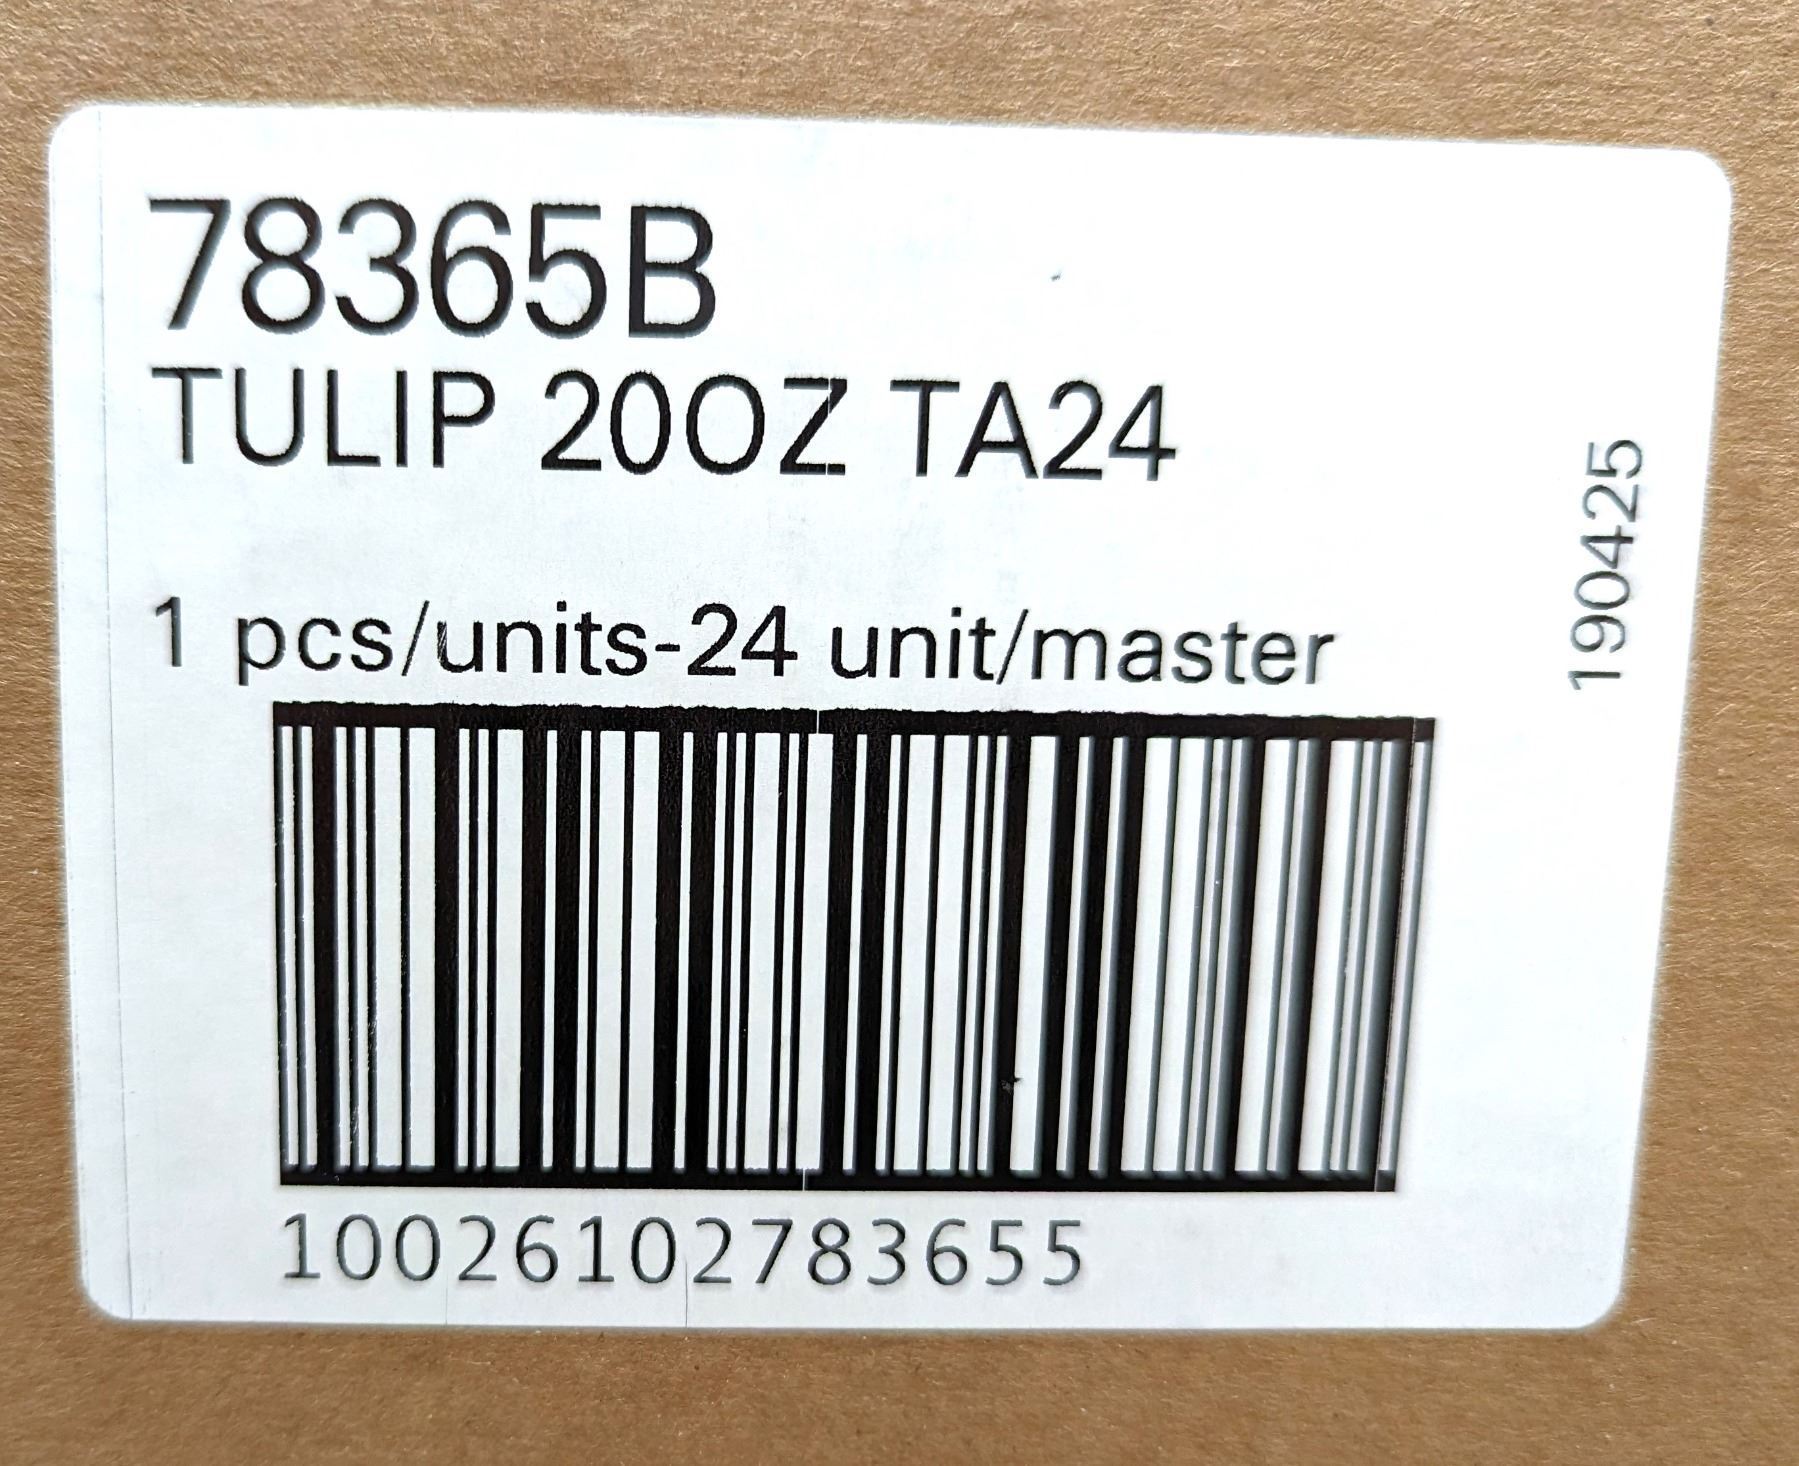 78365B
TULIP 20OZ TA24
190425
1 pcs/units-24 unit/master
10026102783655